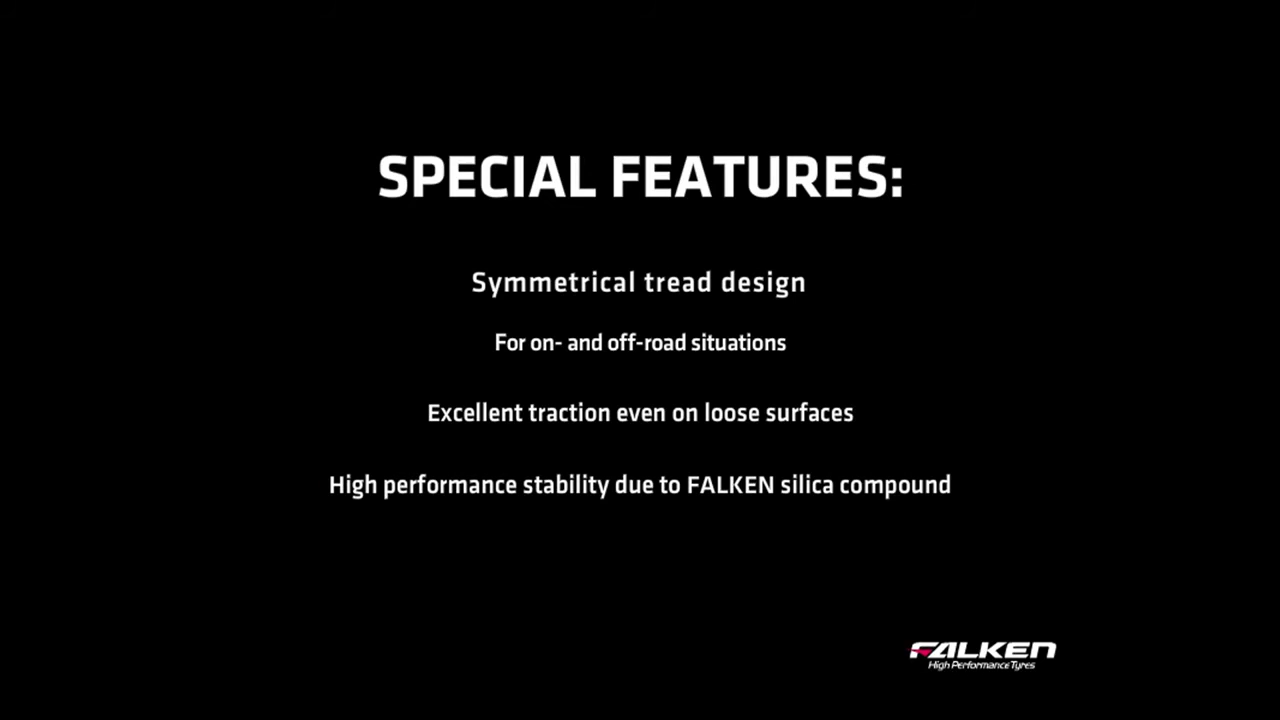 SPECIAL FEATURES:
Symmetrical tread design
For on- and off-road situations
Excellent traction even on loose surfaces
High performance stability due to FALKEN silica compound
FALKEN
High Performance Tyres